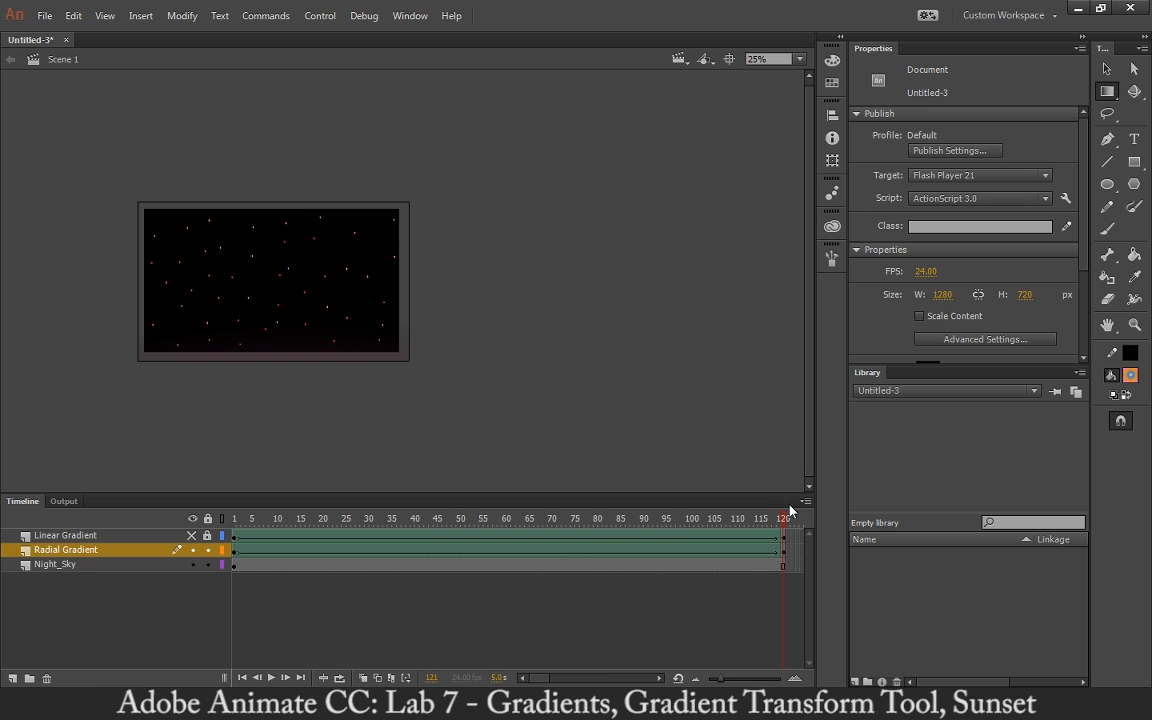 An File Edit View Insert Modify Text Commands Control Debug Window Help Custom Workspace
Untitled-3* ×
Scene 1 25%
Properties T...
Document
Untitled-3
Publish
Profile: Default
Publish Settings...
Target: Flash Player 21
Script: ActionScript 3.0
Class:
Properties
FPS: 24.00
Size: W: 1280 H: 720 px
Scale Content
Advanced Settings...
Library
Untitled-3
Empty library
Name Linkage
Timeline Output
1 5 10 15 20 25 30 35 40 45 50 55 60 65 70 75 80 85 90 95 100 105 110 115 120
Linear Gradient
Radial Gradient
Night_Sky
121 24.00 fps 5.0 s
Adobe Animate CC: Lab 7 - Gradients, Gradient Transform Tool, Sunset